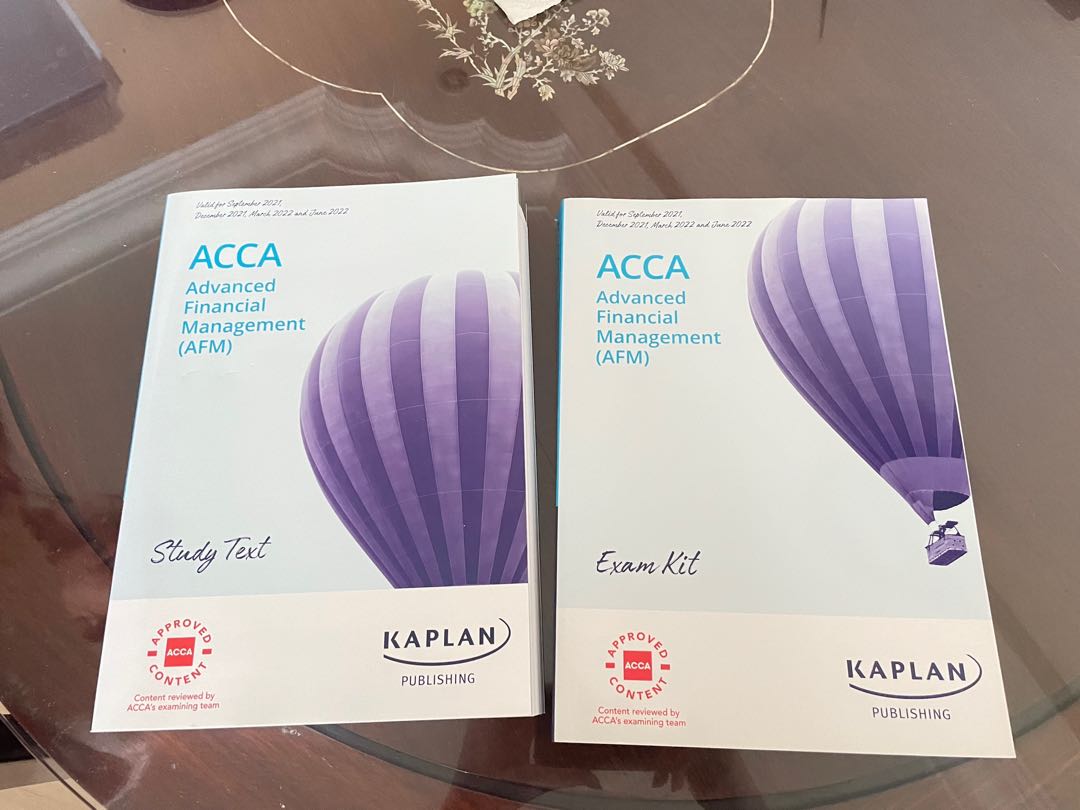 Valid for September 2021,
December 2021, March 2022 and June 2022
ACCA
Advanced
Financial
Management
(AFM)
Study Text
APPROVED
ACCA
CONTENT
Content reviewed by
ACCA's examining team
KAPLAN
PUBLISHING
Valid for September 2021,
December 2021, March 2022 and June 2022
ACCA
Advanced
Financial
Management
(AFM)
Exam Kit
APPROVED
ACCA
CONTENT
Content reviewed by
ACCA's examining team
KAPLAN
PUBLISHING